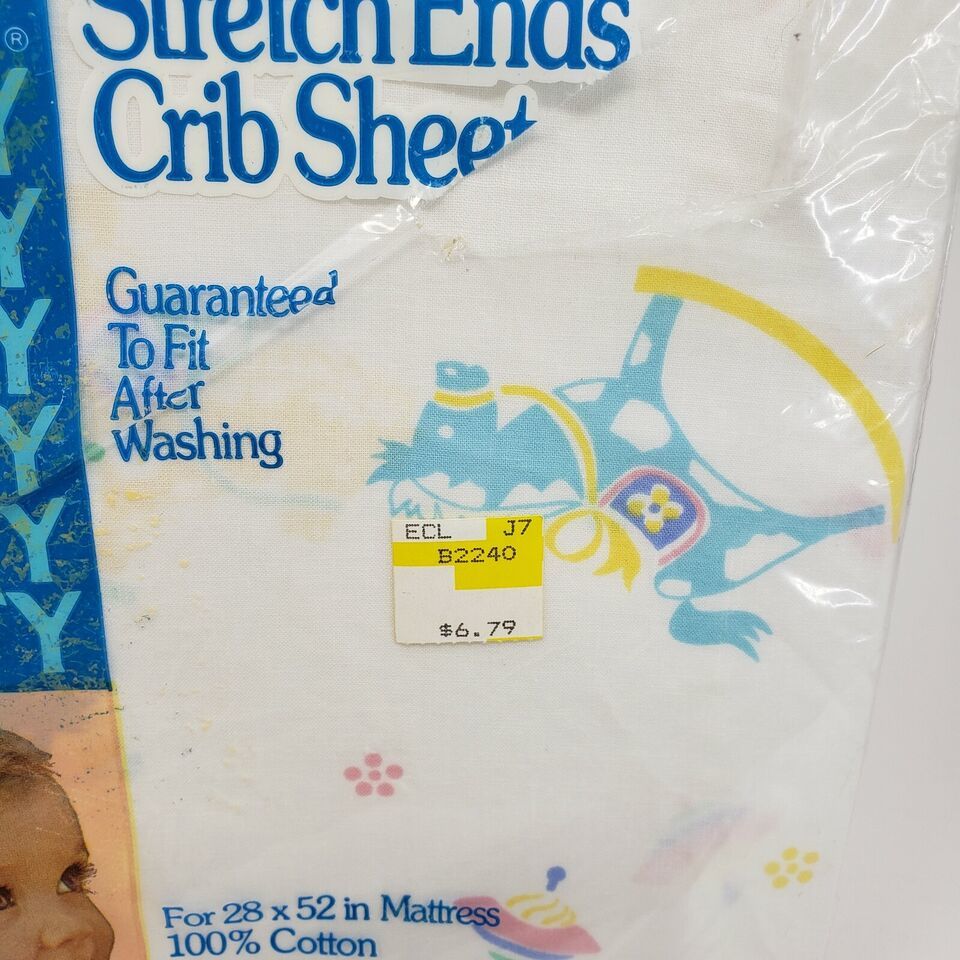 ®
Stretch Ends
Crib Sheet
Guaranteed
To Fit
After
Washing
ECL J7
B2240
$6.79
For 28 x 52 in Mattress
100% Cotton
Y
Y
Y
Y
Y
Y